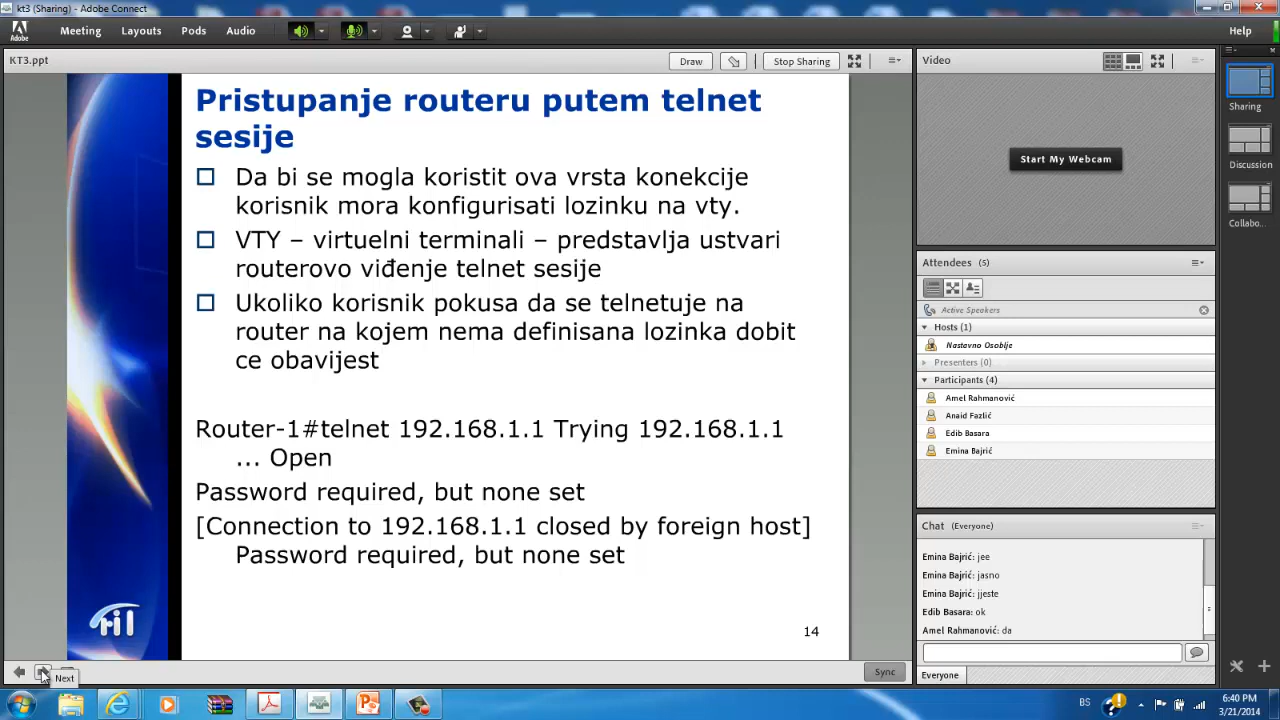 kt3 (Sharing) - Adobe Connect
Adobe
Meeting
Layouts
Pods
Audio
Help
KT3.ppt
Draw
Stop Sharing
Pristupanje routeru putem telnet
sesije
Da bi se mogla koristit ova vrsta konekcije
korisnik mora konfigurisati lozinku na vty.
VTY – virtuelni terminali – predstavlja ustvari
routerovo viđenje telnet sesije
Ukoliko korisnik pokusa da se telnetuje na
router na kojem nema definisana lozinka dobit
ce obavijest
Router-1#telnet 192.168.1.1 Trying 192.168.1.1
... Open
Password required, but none set
[Connection to 192.168.1.1 closed by foreign host]
Password required, but none set
14
Next
Sync
Video
Start My Webcam
Attendees (5)
Active Speakers
Hosts (1)
Nastavno Osoblje
Presenters (0)
Participants (4)
Amel Rahmanović
Anaid Fazlić
Edib Basara
Emina Bajrić
Chat (Everyone)
Emina Bajrić: jee
Emina Bajrić: jasno
Emina Bajrić: jjeste
Edib Basara: ok
Amel Rahmanović: da
Everyone
Sharing
Discussion
Collabo...
BS
6:40 PM
3/21/2014